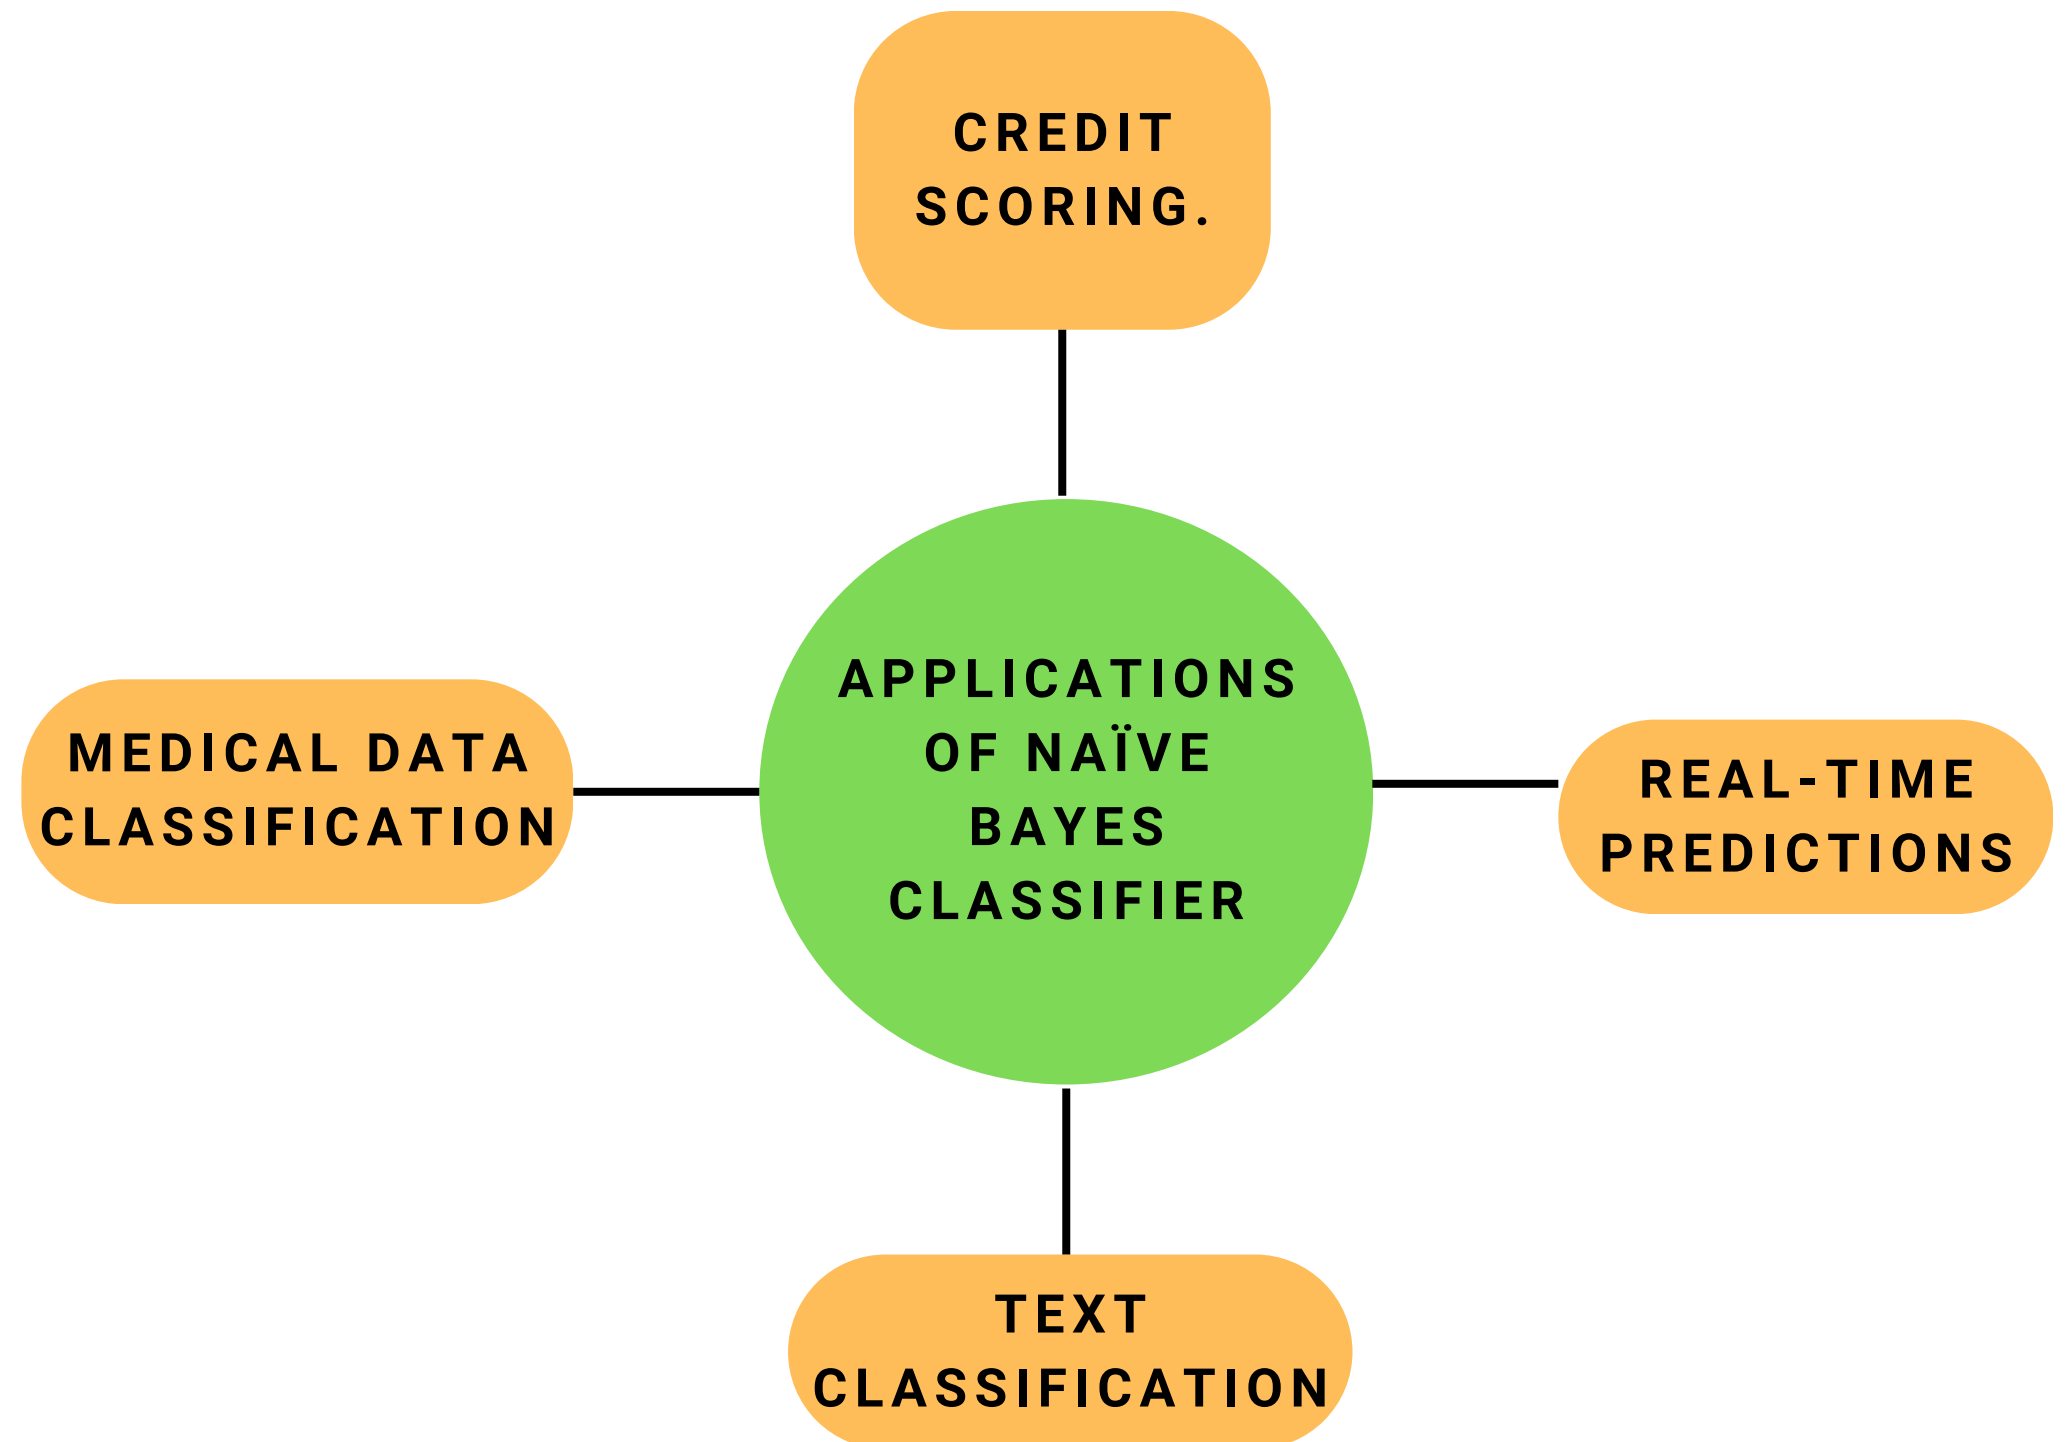 CREDIT
SCORING.
APPLICATIONS
OF NAÏVE
BAYES
CLASSIFIER
MEDICAL DATA
CLASSIFICATION
REAL-TIME
PREDICTIONS
TEXT
CLASSIFICATION